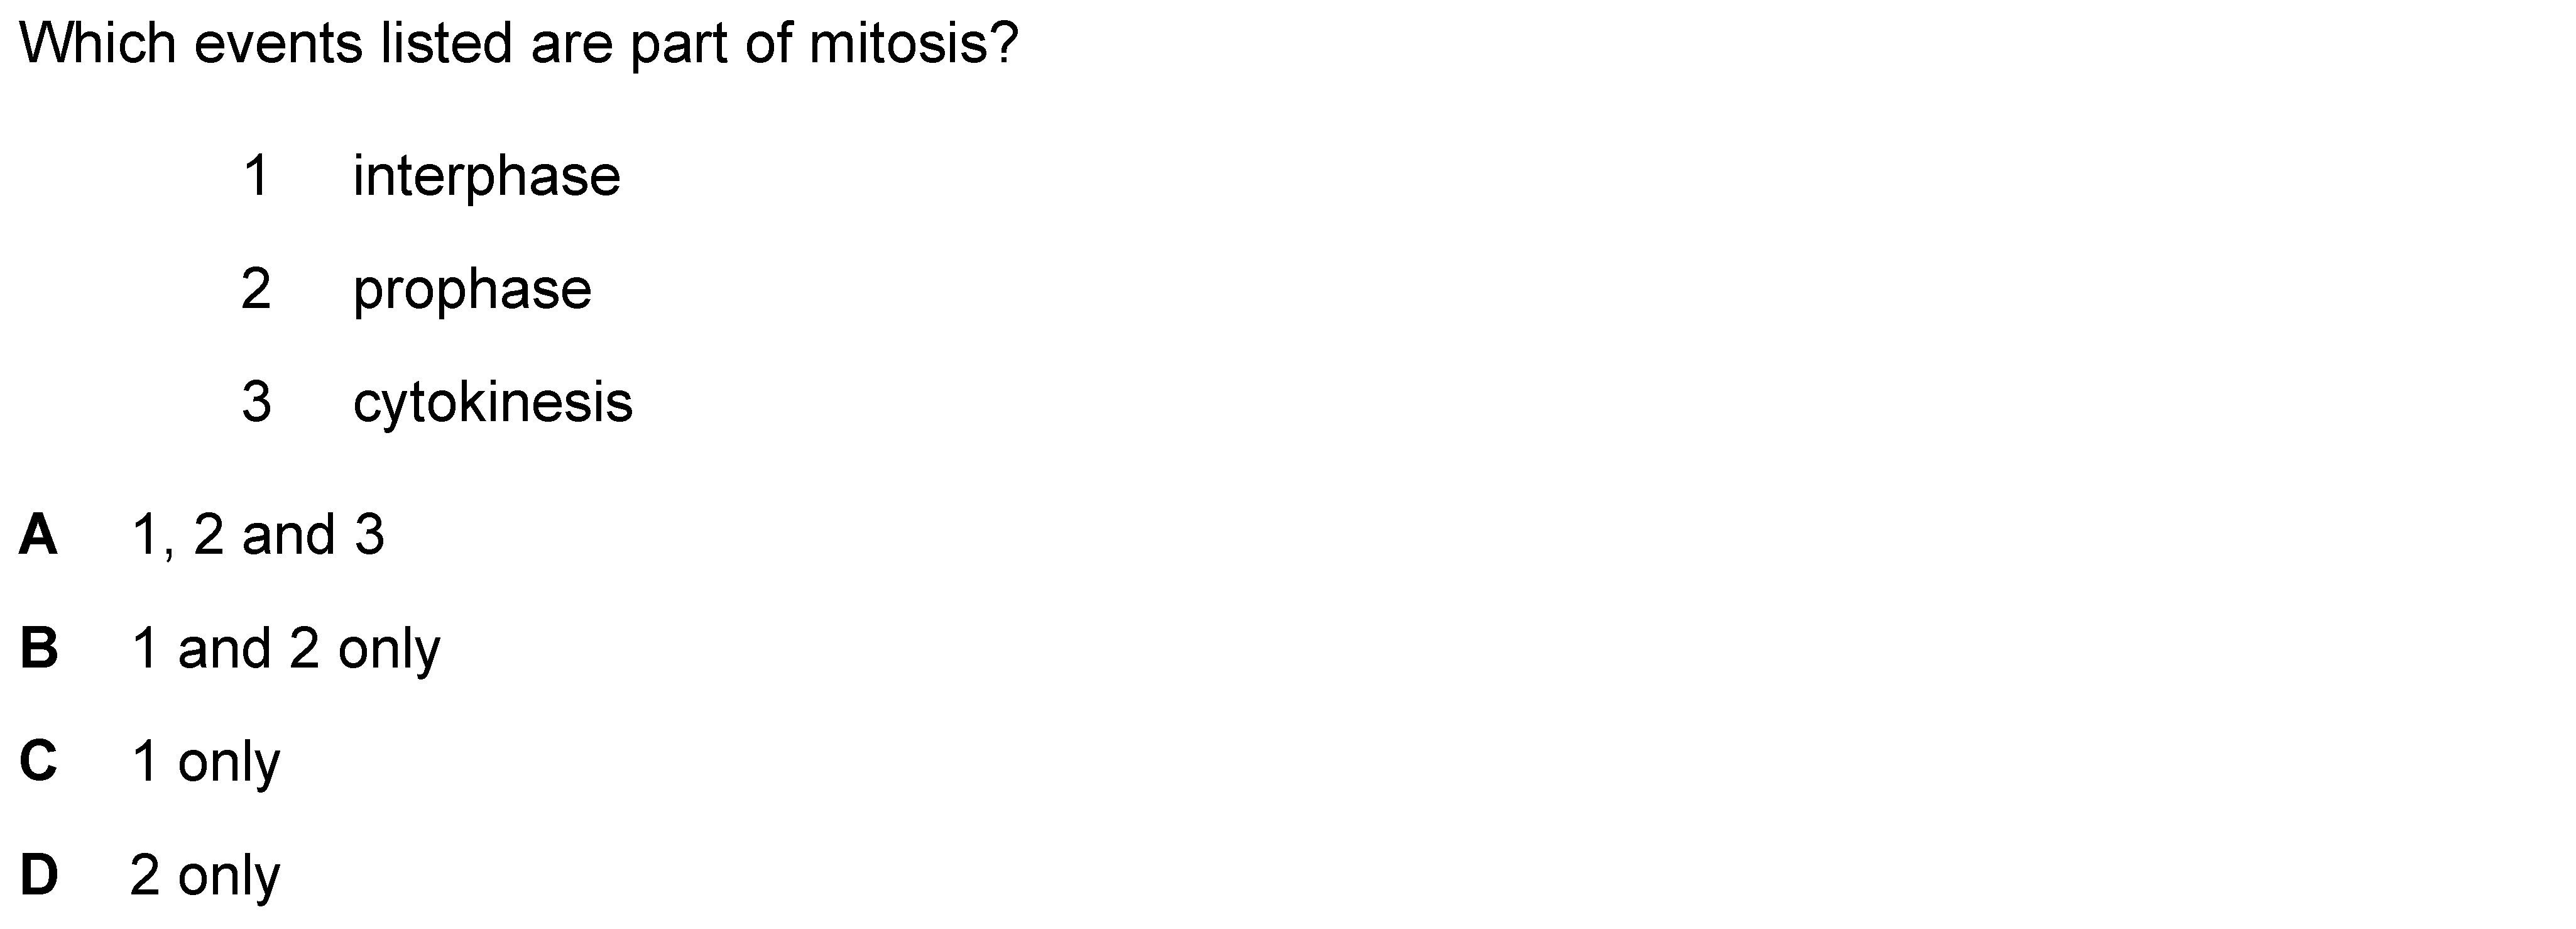 Which events listed are part of mitosis?
1 interphase
2 prophase
3 cytokinesis
A 1, 2 and 3
B 1 and 2 only
C 1 only
D 2 only